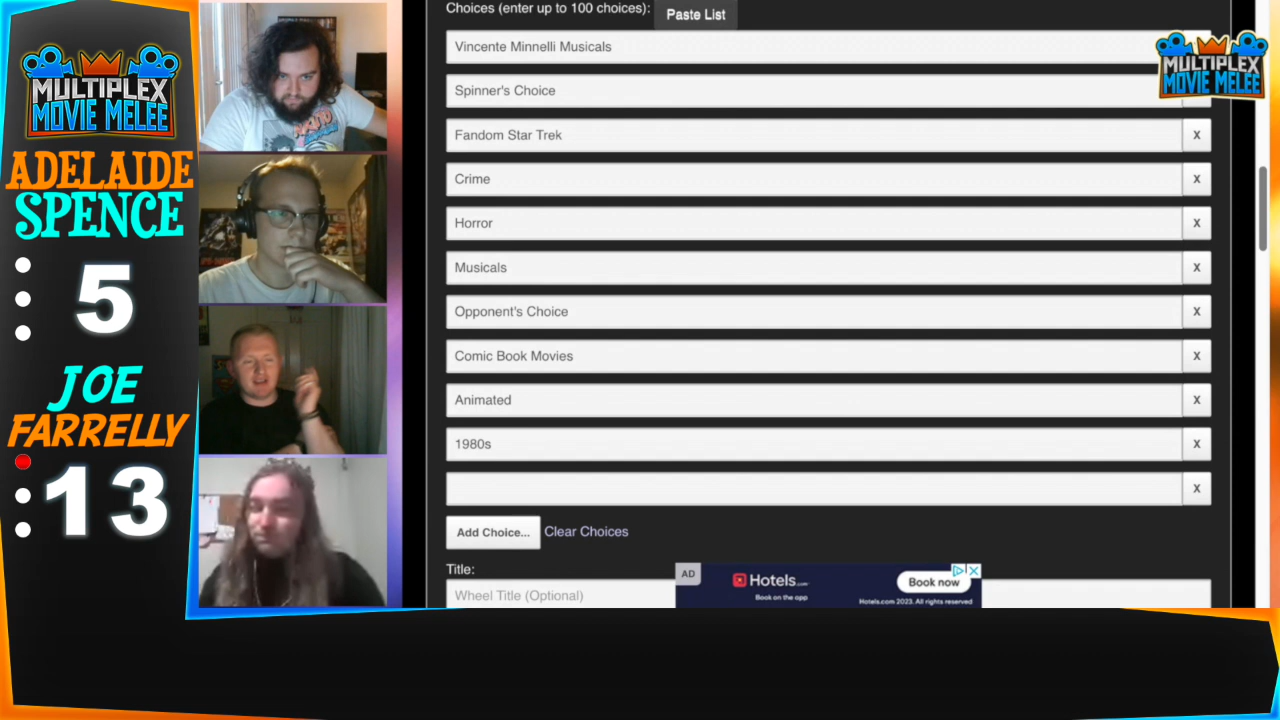 MULTIPLEX
MOVIE MELEE
ADELAIDE
SPENCE
5
JOE
FARRELLY
13
Choices (enter up to 100 choices):
Paste List
Vincente Minnelli Musicals
Spinner's Choice
Fandom Star Trek
X
Crime
X
Horror
X
Musicals
X
Opponent's Choice
X
Comic Book Movies
X
Animated
X
1980s
X
X
Add Choice...
Clear Choices
Title:
Wheel Title (Optional)
AD
Hotels.com
Book on the app
Book now
Hotels.com 2023. All rights reserved
MULTIPLEX
MOVIE MELEE